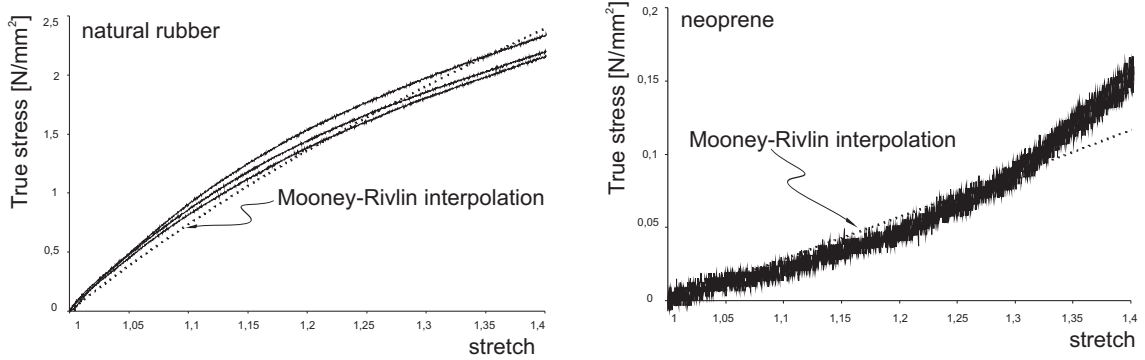 natural rubber
True stress [N/mm²]
2,5
2
1,5
1
0,5
0
Mooney-Rivlin interpolation
1 1,05 1,1 1,15 1,2 1,25 1,3 1,35 1,4
stretch
neoprene
True stress [N/mm²]
0,2
0,15
0,1
0,05
0
Mooney-Rivlin interpolation
1 1,05 1,1 1,15 1,2 1,25 1,3 1,35 1,4
stretch